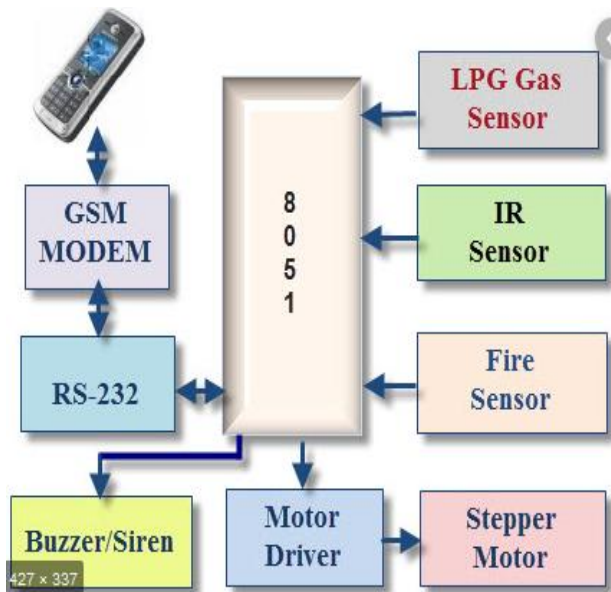 LPG Gas
Sensor
8
0
5
1
GSM
MODEM
IR
Sensor
RS-232
Fire
Sensor
Buzzer/Siren
Motor
Driver
Stepper
Motor
427 × 337